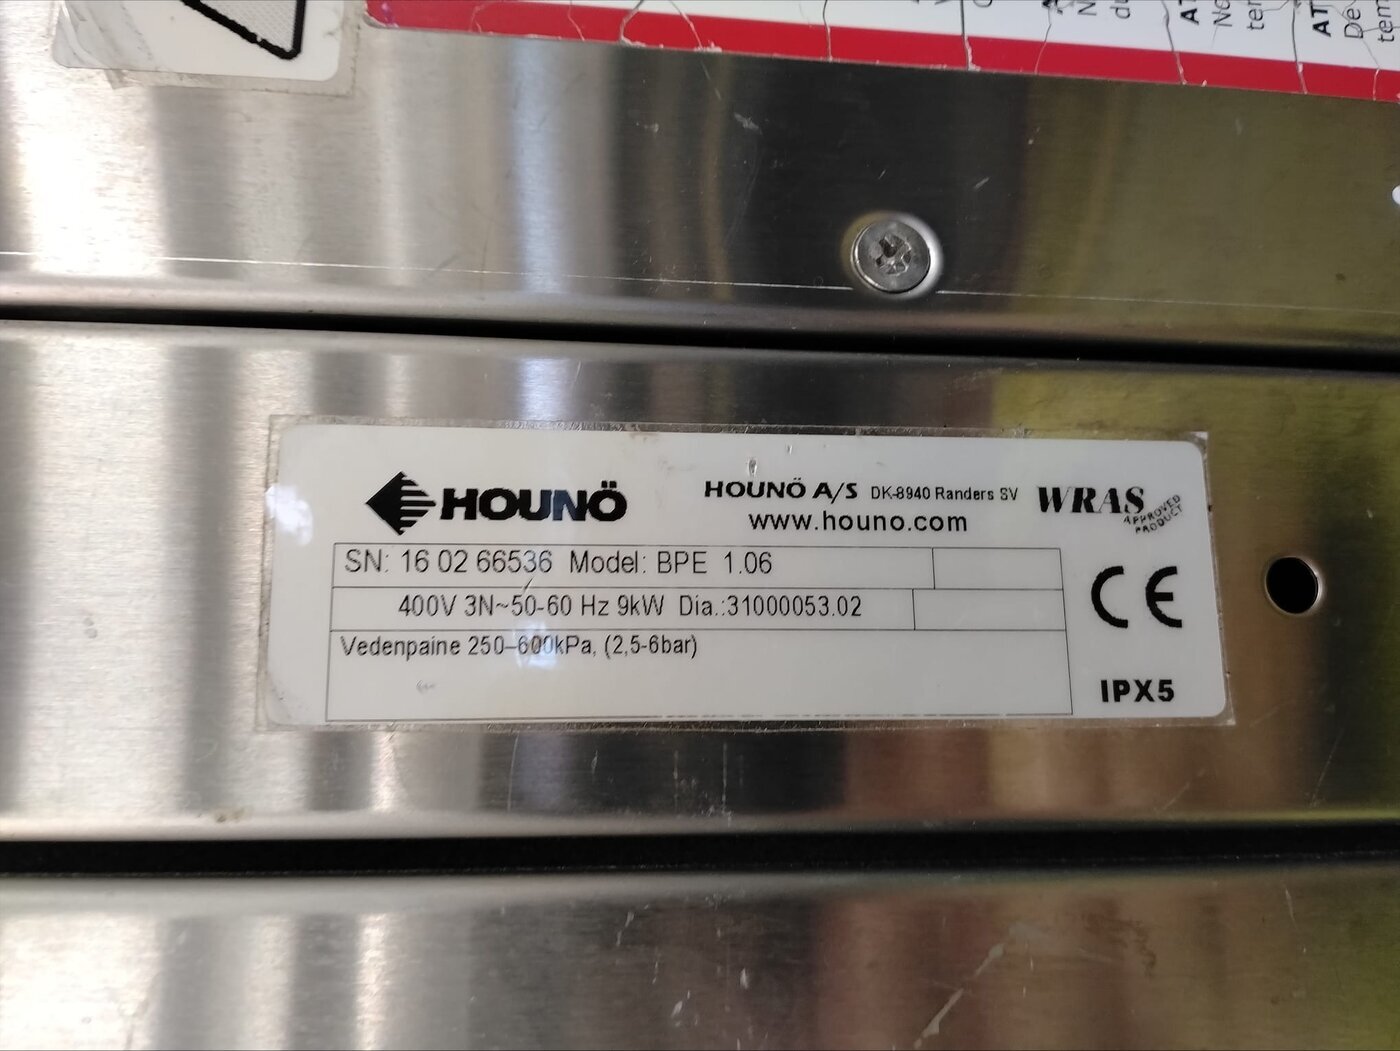 HOUNÖ
HOUNÖ A/S DK-8940 Randers SV
www.houno.com
WRAS
APPROVED
PRODUCT
SN: 16 02 66536 Model: BPE 1.06
400V 3N~50-60 Hz 9kW Dia.:31000053.02
Vedenpaine 250–600kPa, (2,5-6bar)
CE
IPX5